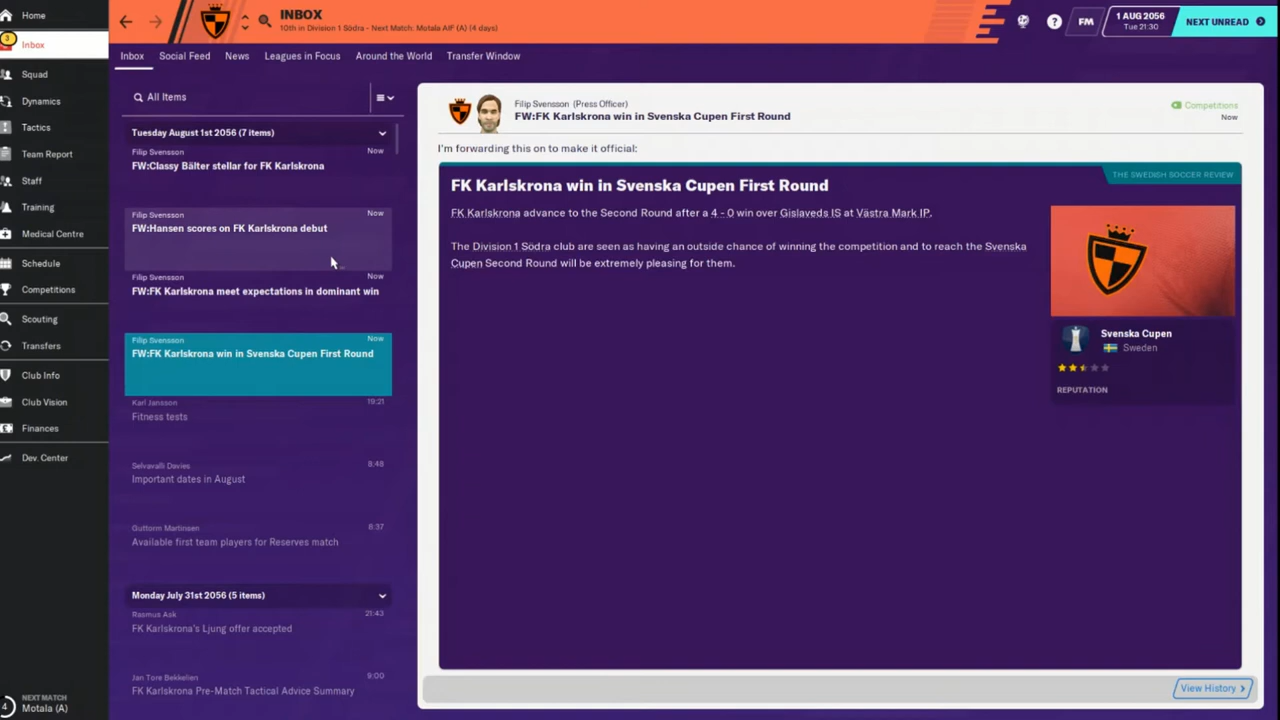 Home
INBOX
10th in Division 1 Södra - Next Match: Motala AIF (A) (4 days)
FM
1 AUG 2056
Tue 21:30
NEXT UNREAD
3
Inbox
Inbox
Social Feed
News
Leagues in Focus
Around the World
Transfer Window
Squad
Dynamics
Tactics
Team Report
Staff
Training
Medical Centre
Schedule
Competitions
Scouting
Transfers
Club Info
Club Vision
Finances
Dev. Center
4
NEXT MATCH
Motala (A)
All Items
Tuesday August 1st 2056 (7 items)
Filip Svensson
Now
FW:Classy Bälter stellar for FK Karlskrona
Filip Svensson
Now
FW:Hansen scores on FK Karlskrona debut
Filip Svensson
Now
FW:FK Karlskrona meet expectations in dominant win
Filip Svensson
Now
FW:FK Karlskrona win in Svenska Cupen First Round
Karl Jansson
19:21
Fitness tests
Selvavalli Davies
8:48
Important dates in August
Guttorm Martinsen
8:37
Available first team players for Reserves match
Monday July 31st 2056 (5 items)
Rasmus Ask
21:43
FK Karlskrona's Ljung offer accepted
Jan Tore Bekkelien
9:00
FK Karlskrona Pre-Match Tactical Advice Summary
Filip Svensson (Press Officer)
FW:FK Karlskrona win in Svenska Cupen First Round
Competitions
Now
I'm forwarding this on to make it official:
THE SWEDISH SOCCER REVIEW
FK Karlskrona win in Svenska Cupen First Round
FK Karlskrona advance to the Second Round after a 4 - 0 win over Gislaveds IS at Västra Mark IP.
The Division 1 Södra club are seen as having an outside chance of winning the competition and to reach the Svenska
Cupen Second Round will be extremely pleasing for them.
Svenska Cupen
Sweden
REPUTATION
View History